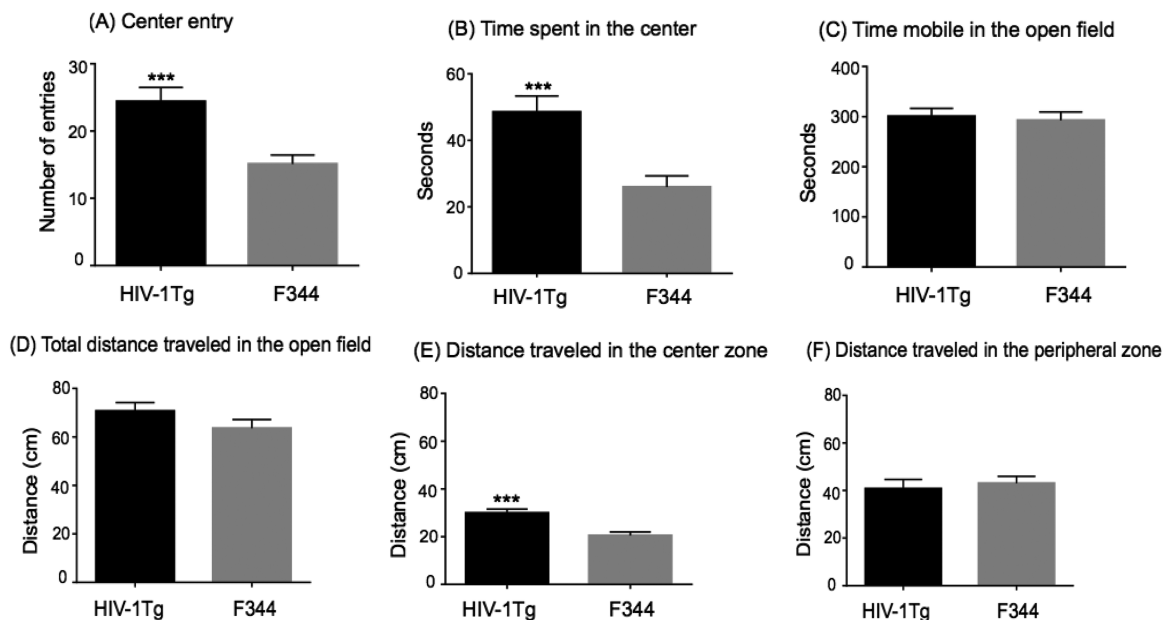 (A) Center entry
Number of entries
30
20
10
0
***
HIV-1Tg
F344
(B) Time spent in the center
Seconds
60
40
20
0
***
HIV-1Tg
F344
(C) Time mobile in the open field
Seconds
400
300
200
100
0
HIV-1Tg
F344
(D) Total distance traveled in the open field
Distance (cm)
80
60
40
20
0
HIV-1Tg
F344
(E) Distance traveled in the center zone
Distance (cm)
80
60
40
20
0
***
HIV-1Tg
F344
(F) Distance traveled in the peripheral zone
Distance (cm)
80
60
40
20
0
HIV-1Tg
F344